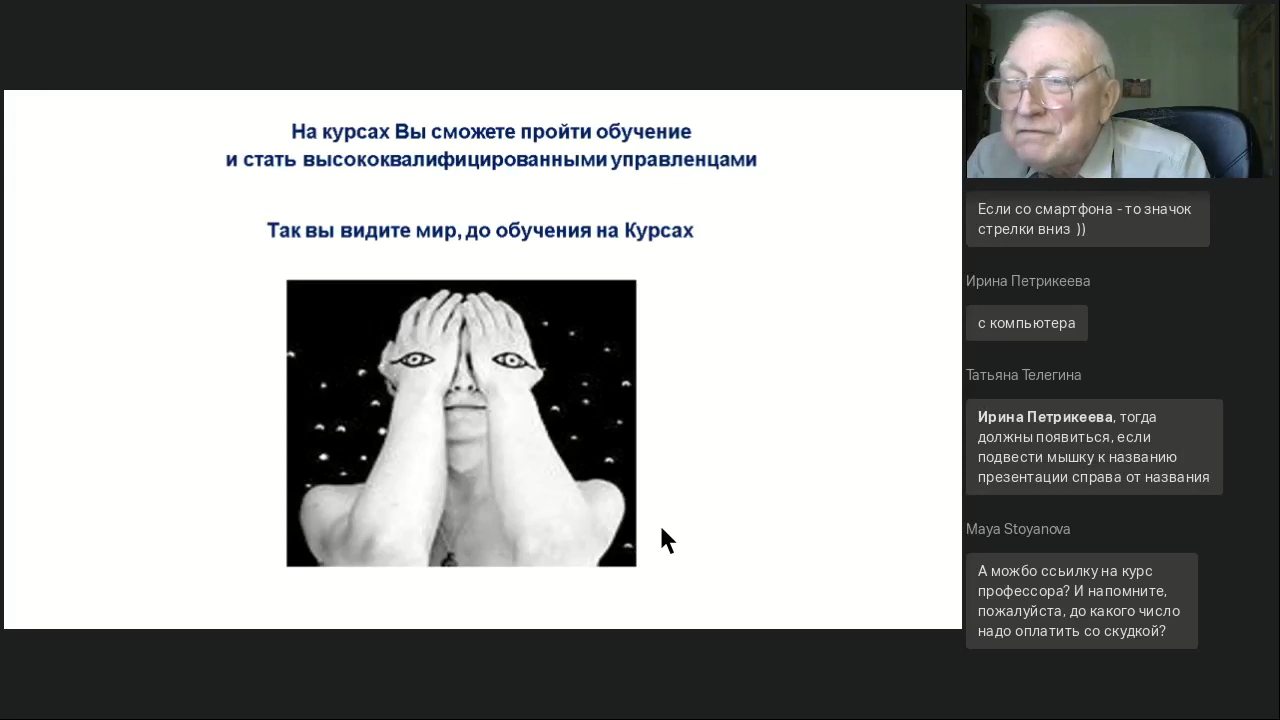 На курсах Вы сможете пройти обучение
и стать высококвалифицированными управленцами
Так вы видите мир, до обучения на Курсах
Если со смартфона - то значок
стрелки вниз ))
Ирина Петрикеева
с компьютера
Татьяна Телегина
Ирина Петрикеева, тогда
должны появиться, если
подвести мышку к названию
презентации справа от названия
Maya Stoyanova
А можбо ссьилку на курс
профессора? И напомните,
пожалуйста, до какого число
надо оплатить со скидкой?